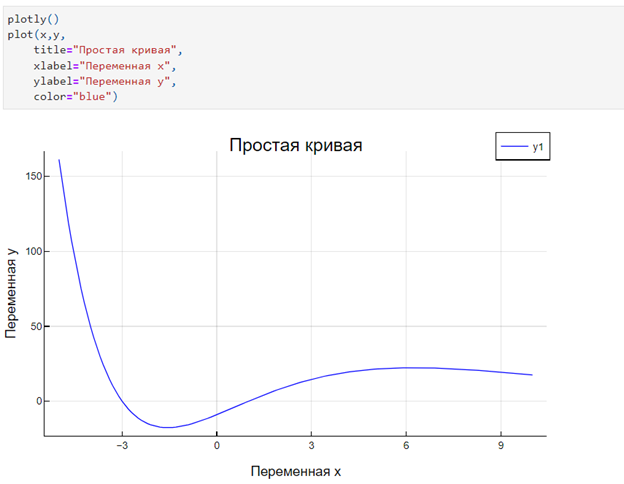 plotly()
plot(x,y,
title="Простая кривая",
xlabel="Переменная x",
ylabel="Переменная y",
color="blue")
Простая кривая
y1
150
100
50
0
Переменная y
−3
0
3
6
9
Переменная x